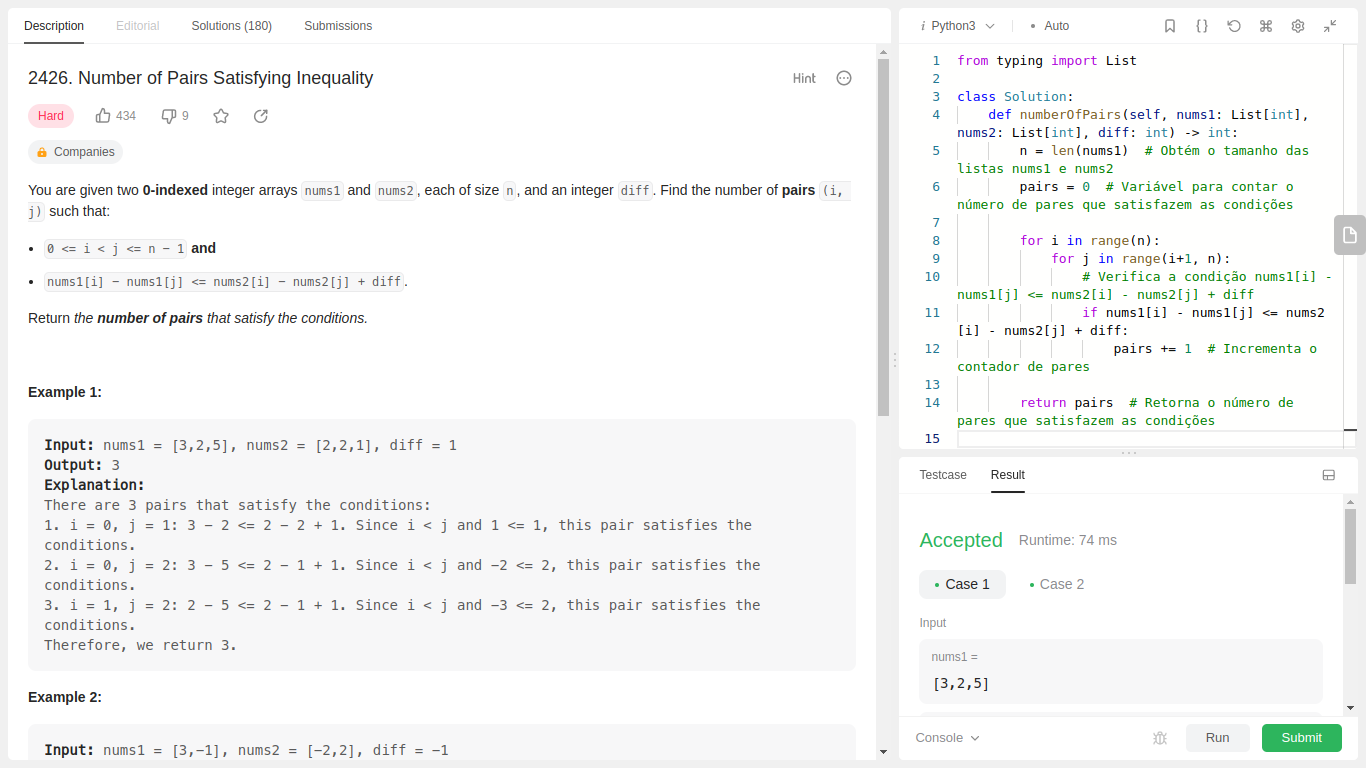 Description Editorial Solutions (180) Submissions
2426. Number of Pairs Satisfying Inequality
Hint
Hard 434 9
Companies
You are given two 0-indexed integer arrays nums1 and nums2, each of size n, and an integer diff. Find the number of pairs (i,
j) such that:
• 0 <= i < j <= n − 1 and
• nums1[i] − nums1[j] <= nums2[i] − nums2[j] + diff.
Return the number of pairs that satisfy the conditions.
Example 1:
Input: nums1 = [3,2,5], nums2 = [2,2,1], diff = 1
Output: 3
Explanation:
There are 3 pairs that satisfy the conditions:
1. i = 0, j = 1: 3 − 2 <= 2 − 2 + 1. Since i < j and 1 <= 1, this pair satisfies the
conditions.
2. i = 0, j = 2: 3 − 5 <= 2 − 1 + 1. Since i < j and −2 <= 2, this pair satisfies the
conditions.
3. i = 1, j = 2: 2 − 5 <= 2 − 1 + 1. Since i < j and −3 <= 2, this pair satisfies the
conditions.
Therefore, we return 3.
Example 2:
Input: nums1 = [3,−1], nums2 = [−2,2], diff = −1
i Python3 • Auto
1 from typing import List
2
3 class Solution:
4 def numberOfPairs(self, nums1: List[int],
nums2: List[int], diff: int) -> int:
5 n = len(nums1)  # Obtém o tamanho das
listas nums1 e nums2
6 pairs = 0  # Variável para contar o
número de pares que satisfazem as condições
7
8 for i in range(n):
9 for j in range(i+1, n):
10 # Verifica a condição nums1[i] -
nums1[j] <= nums2[i] - nums2[j] + diff
11 if nums1[i] - nums1[j] <= nums2
[i] - nums2[j] + diff:
12 pairs += 1  # Incrementa o
contador de pares
13
14 return pairs  # Retorna o número de
pares que satisfazem as condições
15
Testcase Result
Accepted Runtime: 74 ms
• Case 1 • Case 2
Input
nums1 =
[3,2,5]
Console Run Submit